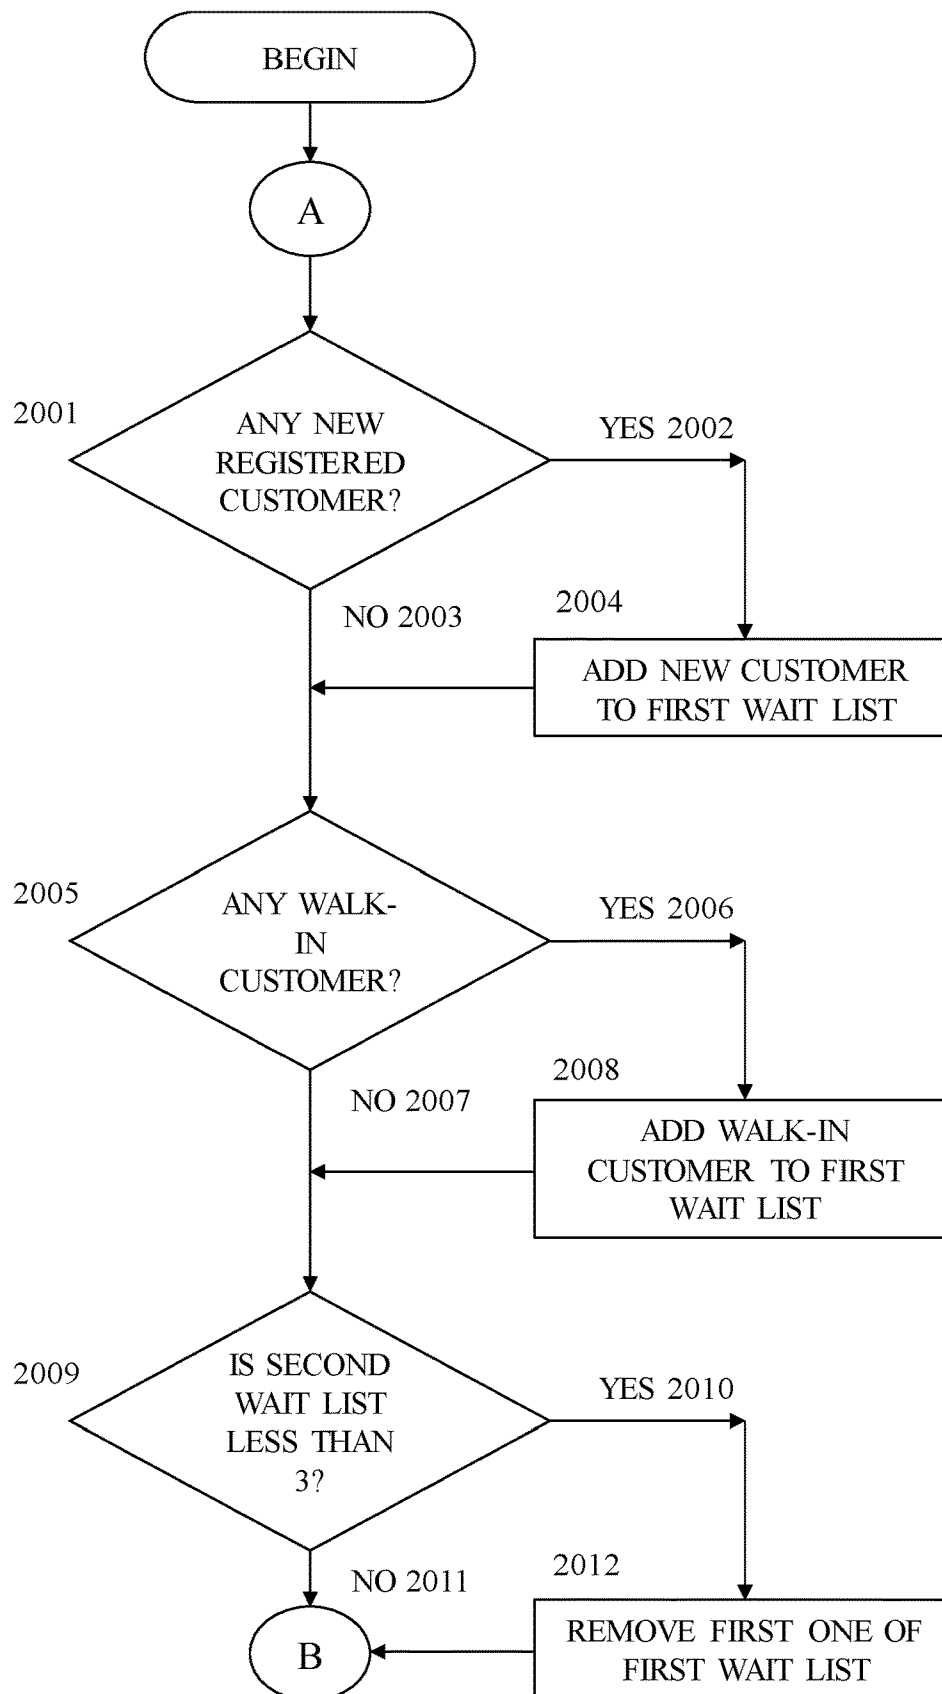 BEGIN
A
2001
ANY NEW
REGISTERED
CUSTOMER?
YES 2002
NO 2003
2004
ADD NEW CUSTOMER
TO FIRST WAIT LIST
2005
ANY WALK-
IN
CUSTOMER?
YES 2006
NO 2007
2008
ADD WALK-IN
CUSTOMER TO FIRST
WAIT LIST
2009
IS SECOND
WAIT LIST
LESS THAN
3?
YES 2010
NO 2011
2012
REMOVE FIRST ONE OF
FIRST WAIT LIST
B